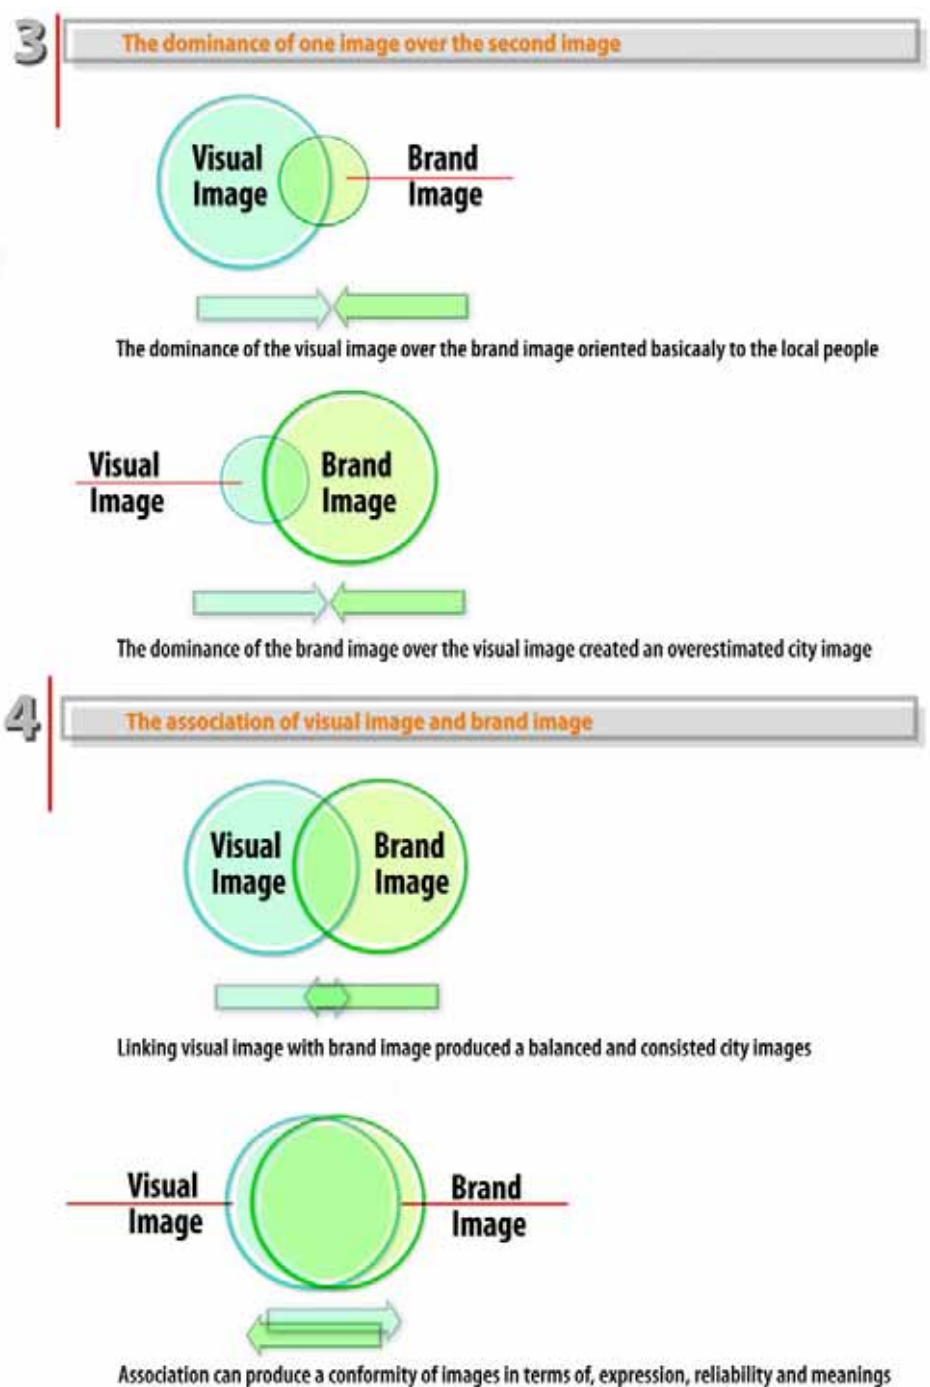 3
The dominance of one image over the second image
Visual
Image
Brand
Image
The dominance of the visual image over the brand image oriented basicaaly to the local people
Visual
Image
Brand
Image
The dominance of the brand image over the visual image created an overestimated city image
4
The association of visual image and brand image
Visual
Image
Brand
Image
Linking visual image with brand image produced a balanced and consisted city images
Visual
Image
Brand
Image
Association can produce a conformity of images in terms of, expression, reliability and meanings